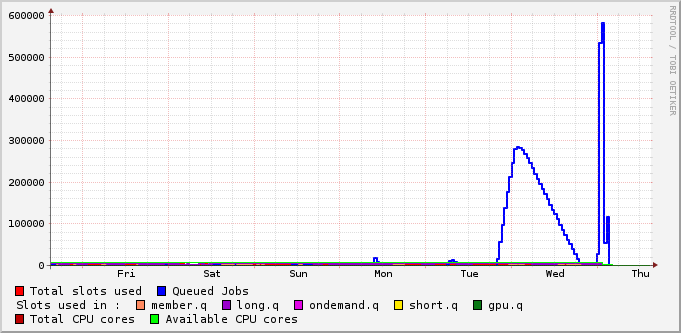 600000
500000
400000
300000
200000
100000
0
Fri Sat Sun Mon Tue Wed Thu
Total slots used Queued Jobs
Slots used in : member.q long.q ondemand.q short.q gpu.q
Total CPU cores Available CPU cores
RRDTOOL / TOBI OETIKER